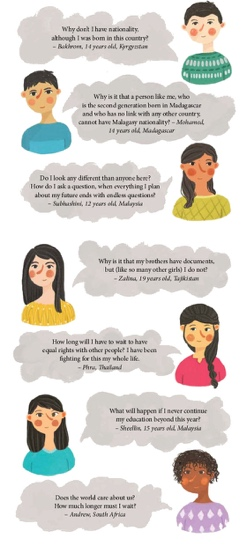 Why don't I have nationality,
although I was born in this country?
– Bakhrom, 14 years old, Kyrgyzstan
Why is it that a person like me, who
is the second generation born in Madagascar
and who has no link with any other country,
cannot have Malagasy nationality? – Mohamed,
14 years old, Madagascar
Do I look any different than anyone here?
How do I ask a question, when everything I plan
about my future ends with endless questions?
– Subhashini, 12 years old, Malaysia
Why is it that my brothers have documents,
but (like so many other girls) I do not?
– Zalina, 19 years old, Tajikistan
How long will I have to wait to have
equal rights with other people? I have been
fighting for this my whole life.
– Phra, Thailand
What will happen if I never continue
my education beyond this year?
– Shreellin, 15 years old, Malaysia
Does the world care about us?
How much longer must I wait?
– Andrew, South Africa